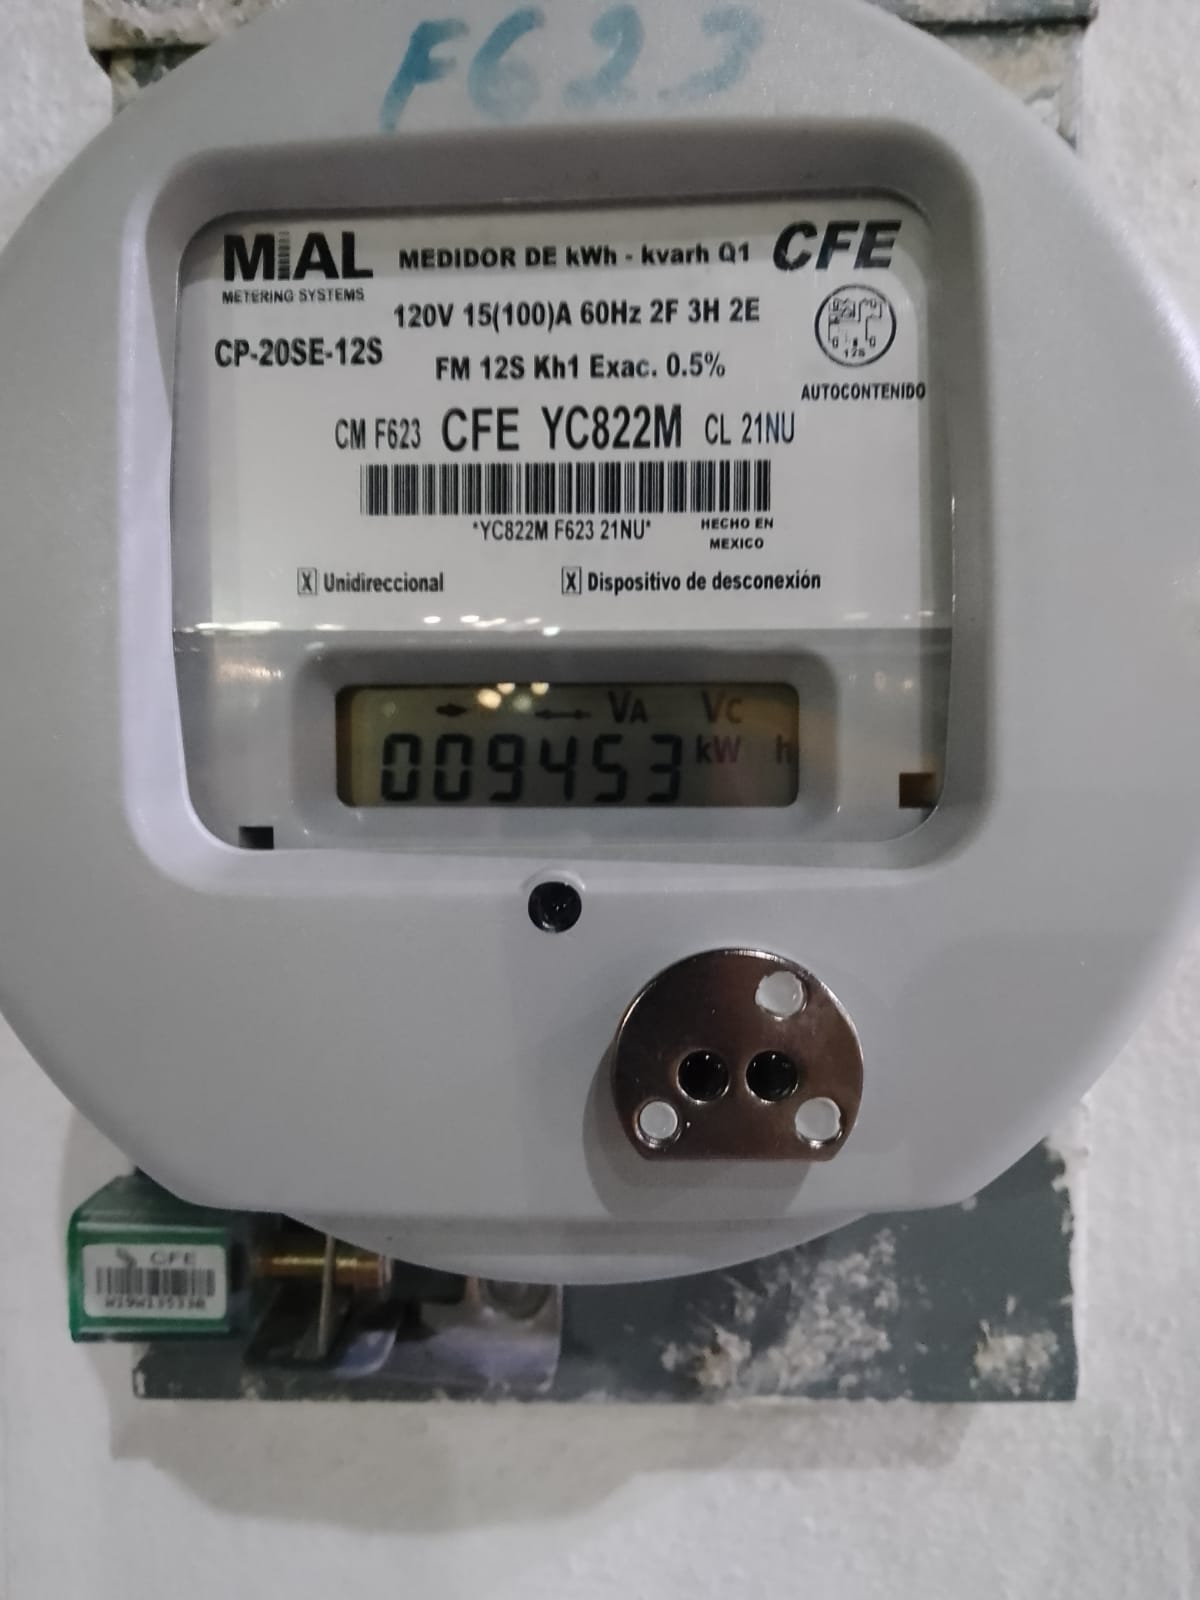 F623
MIAL
METERING SYSTEMS
MEDIDOR DE kWh - kvarh Q1
CFE
120V 15(100)A 60Hz 2F 3H 2E
CP-20SE-12S
FM 12S Kh1 Exac. 0.5%
12S
AUTOCONTENIDO
CM F623 CFE YC822M CL 21NU
*YC822M F623 21NU*
HECHO EN
MEXICO
X Unidireccional
X Dispositivo de desconexión
VA VC
009453 kW h
CFE